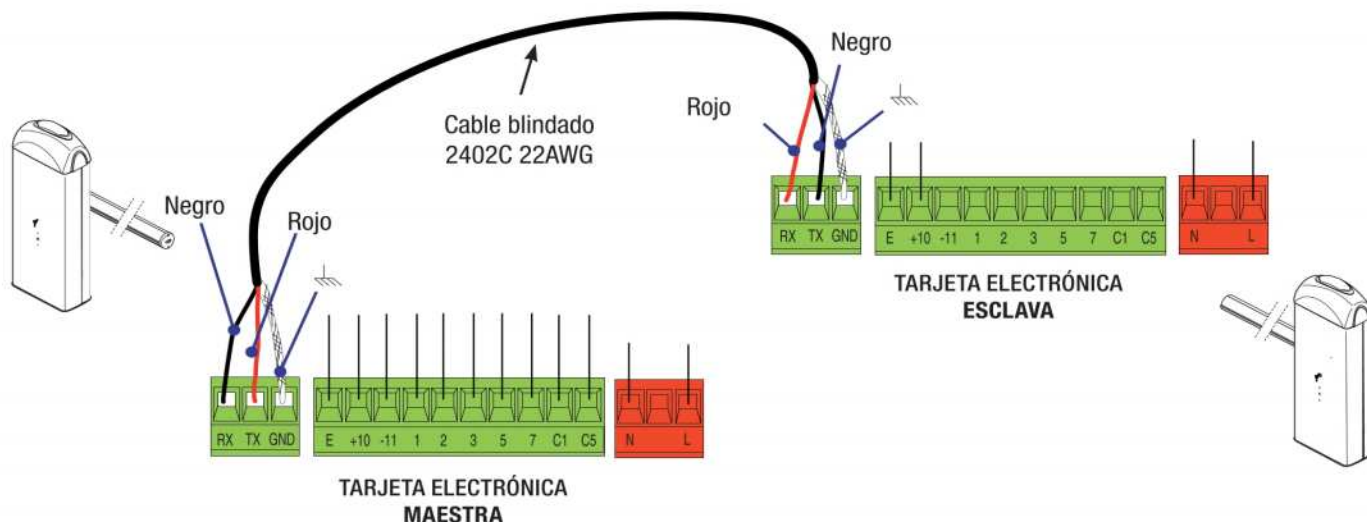 Negro
Rojo
Cable blindado
2402C 22AWG
RX TX GND
E +10 -11 1 2 3 5 7 C1 C5
N L
TARJETA ELECTRÓNICA
ESCLAVA
Negro
Rojo
RX TX GND
E +10 -11 1 2 3 5 7 C1 C5
N L
TARJETA ELECTRÓNICA
MAESTRA